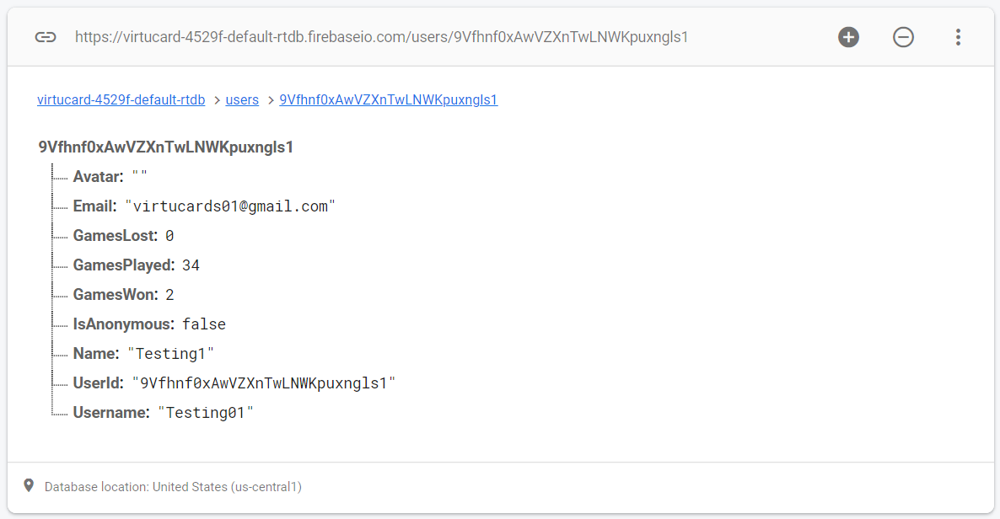 https://virtucard-4529f-default-rtdb.firebaseio.com/users/9Vfhnf0xAwVZXnTwLNWKpuxngls1
virtucard-4529f-default-rtdb > users > 9Vfhnf0xAwVZXnTwLNWKpuxngls1
9Vfhnf0xAwVZXnTwLNWKpuxngls1
Avatar: ""
Email: "virtucards01@gmail.com"
GamesLost: 0
GamesPlayed: 34
GamesWon: 2
IsAnonymous: false
Name: "Testing1"
UserId: "9Vfhnf0xAwVZXnTwLNWKpuxngls1"
Username: "Testing01"
Database location: United States (us-central1)